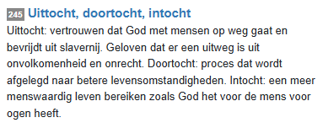 245 Uittocht, doortocht, intocht
Uittocht: vertrouwen dat God met mensen op weg gaat en
bevrijdt uit slavernij. Geloven dat er een uitweg is uit
onvolkomenheid en onrecht. Doortocht: proces dat wordt
afgelegd naar betere levensomstandigheden. Intocht: een meer
menswaardig leven bereiken zoals God het voor de mens voor
ogen heeft.